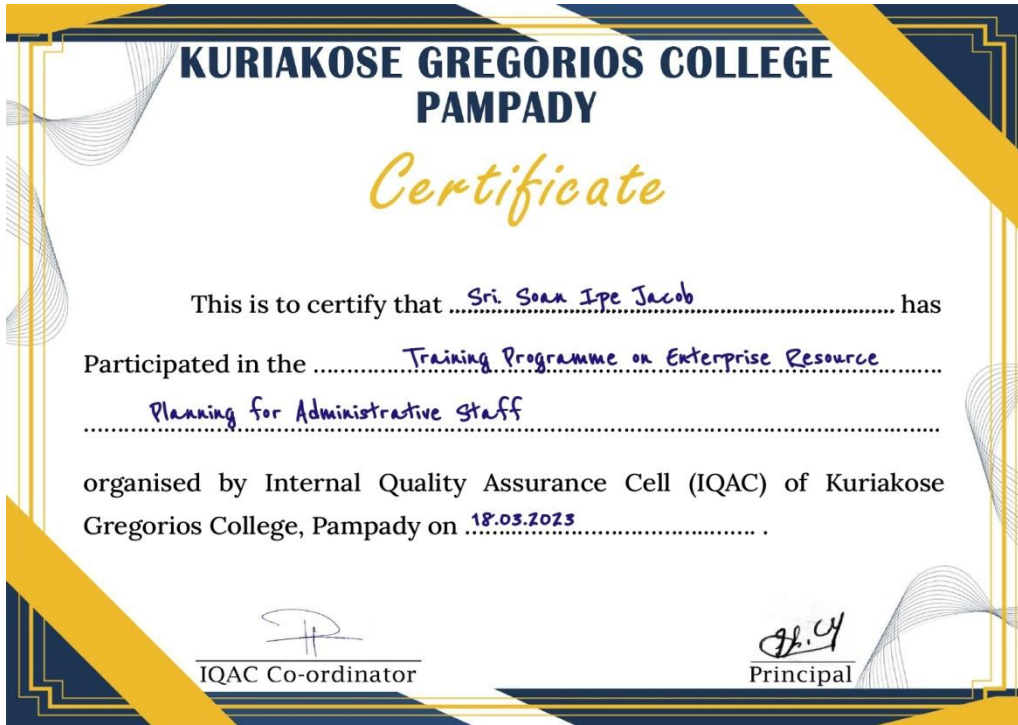 KURIAKOSE GREGORIOS COLLEGE
PAMPADY
Certificate
This is to certify that Sri. Soan Ipe Jacob has
Participated in the Training Programme on Enterprise Resource
Planning for Administrative Staff
organised by Internal Quality Assurance Cell (IQAC) of Kuriakose
Gregorios College, Pampady on 18.03.2023 .
IQAC Co-ordinator
Principal